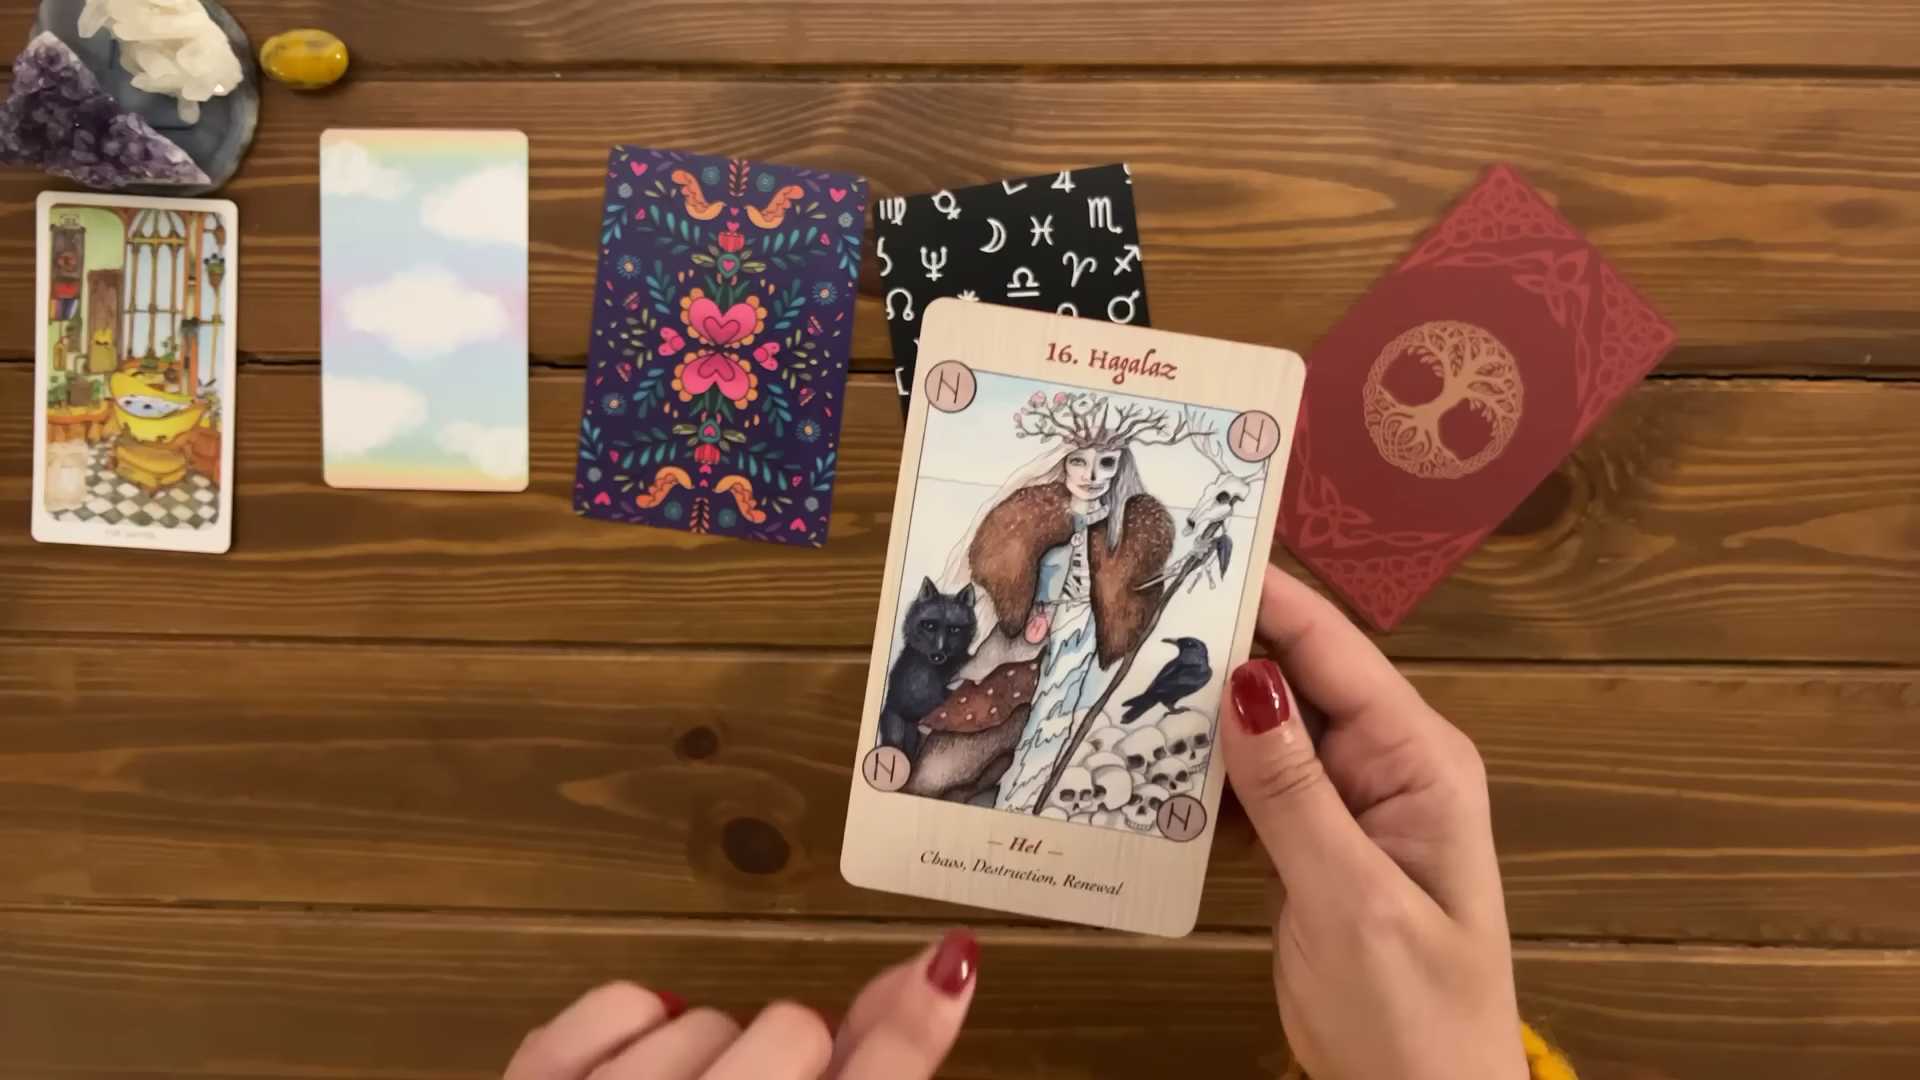 16. Hagalaz
— Hel —
Chaos, Destruction, Renewal